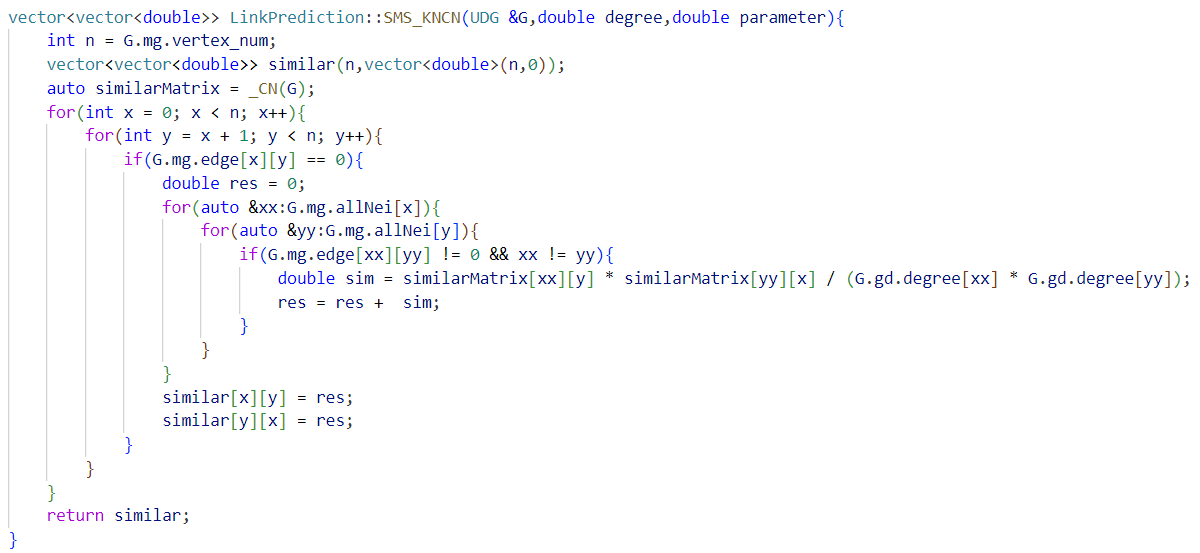 vector<vector<double>> LinkPrediction::SMS_KNCN(UDG &G,double degree,double parameter){
    int n = G.mg.vertex_num;
    vector<vector<double>> similar(n,vector<double>(n,0));
    auto similarMatrix = _CN(G);
    for(int x = 0; x < n; x++){
        for(int y = x + 1; y < n; y++){
            if(G.mg.edge[x][y] == 0){
                double res = 0;
                for(auto &xx:G.mg.allNei[x]){
                    for(auto &yy:G.mg.allNei[y]){
                        if(G.mg.edge[xx][yy] != 0 && xx != yy){
                            double sim = similarMatrix[xx][y] * similarMatrix[yy][x] / (G.gd.degree[xx] * G.gd.degree[yy]);
                            res = res +  sim;
                        }
                    }
                }
                similar[x][y] = res;
                similar[y][x] = res;
            }
        }
    }
    return similar;
}